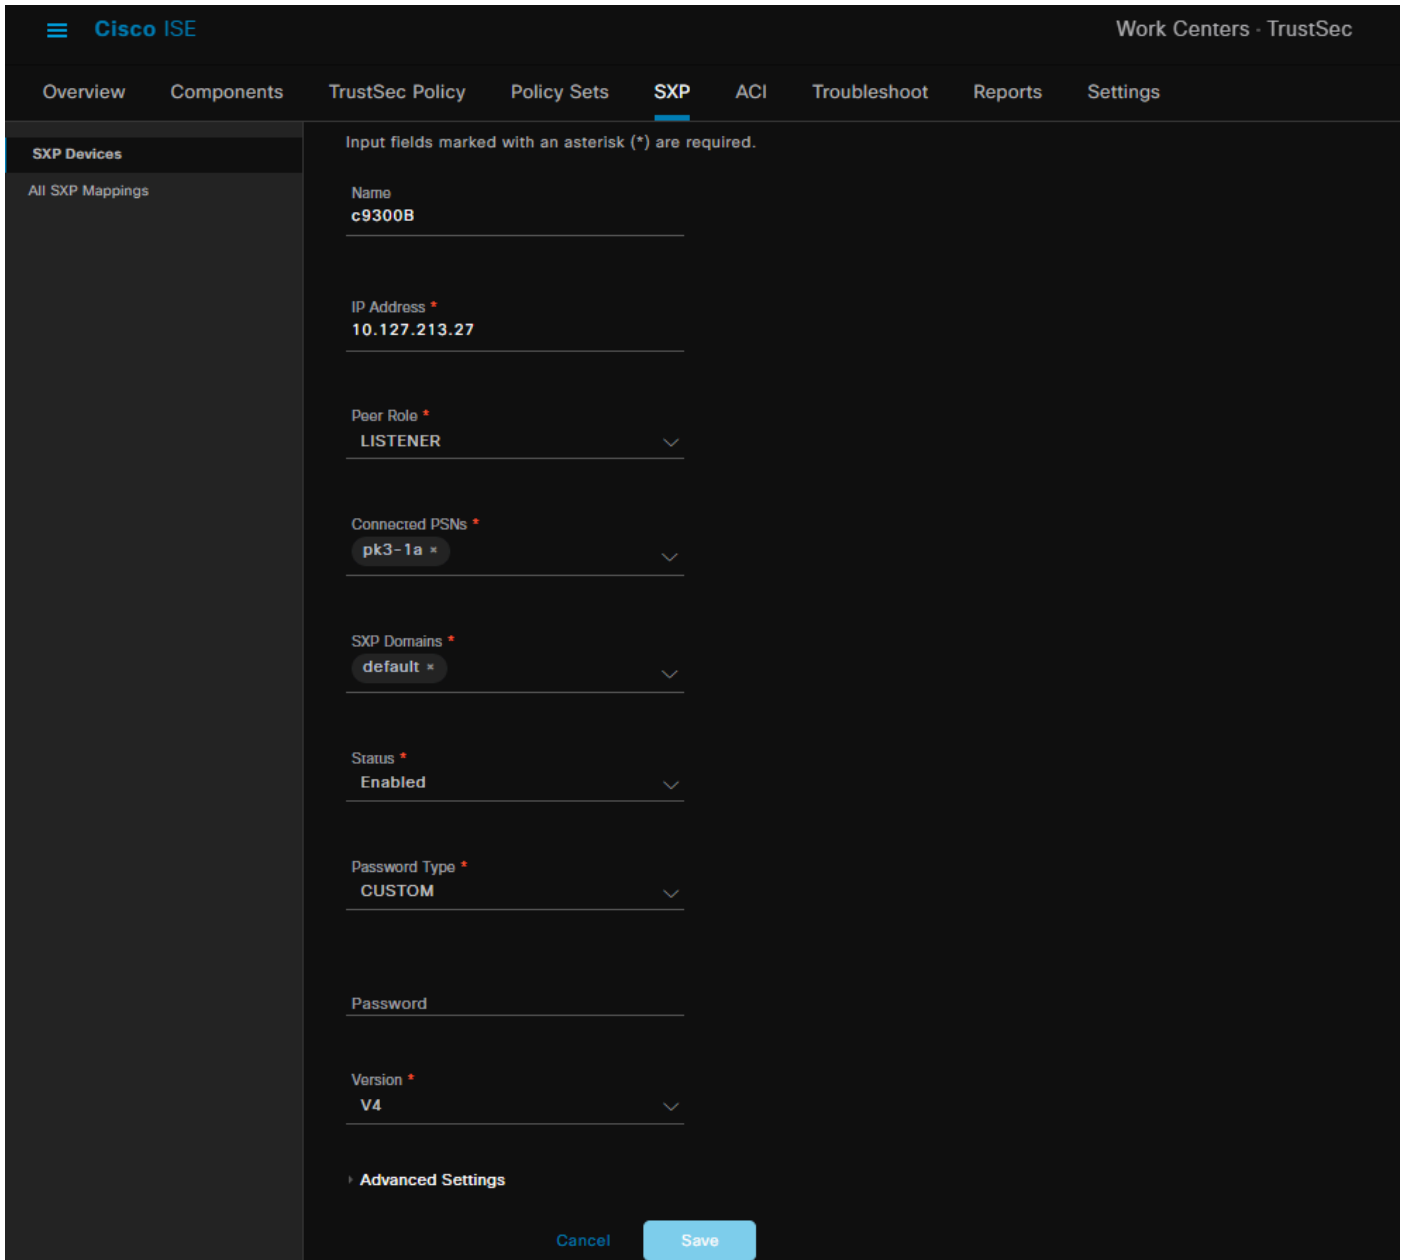 Cisco ISE
Work Centers · TrustSec
Overview Components TrustSec Policy Policy Sets SXP ACI Troubleshoot Reports Settings
SXP Devices
All SXP Mappings
Input fields marked with an asterisk (*) are required.
Name
c9300B
IP Address *
10.127.213.27
Peer Role *
LISTENER
Connected PSNs *
pk3-1a ×
SXP Domains *
default ×
Status *
Enabled
Password Type *
CUSTOM
Password
Version *
V4
Advanced Settings
Cancel Save